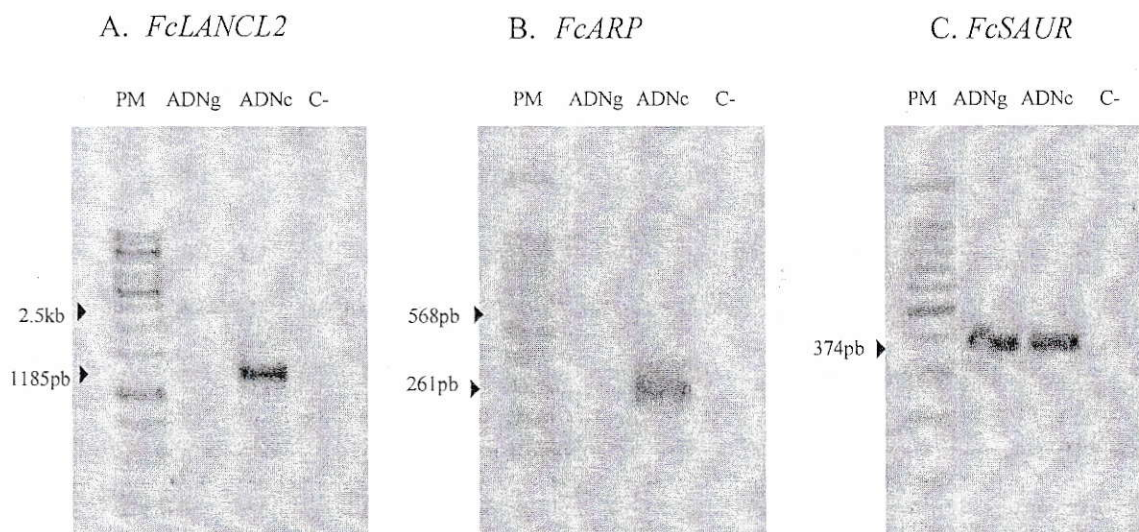 A. FcLANCL2
B. FcARP
C. FcSAUR
PM ADNg ADNc C-
PM ADNg ADNc C-
PM ADNg ADNc C-
2.5kb
1185pb
568pb
261pb
374pb